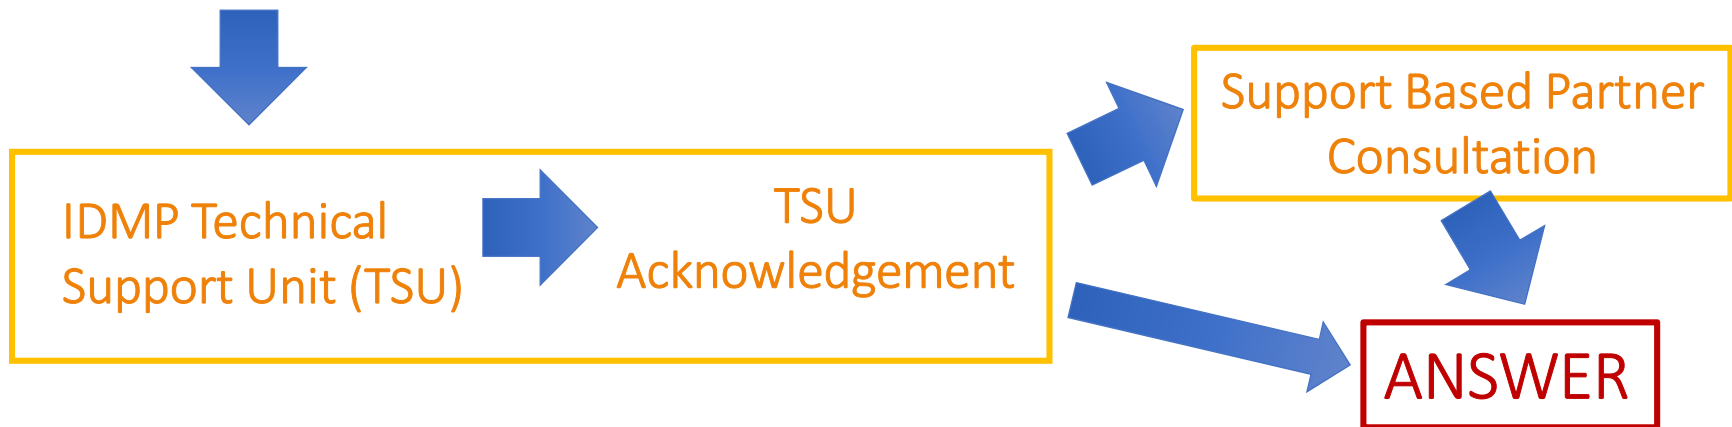 IDMP Technical
Support Unit (TSU)
TSU
Acknowledgement
Support Based Partner
Consultation
ANSWER